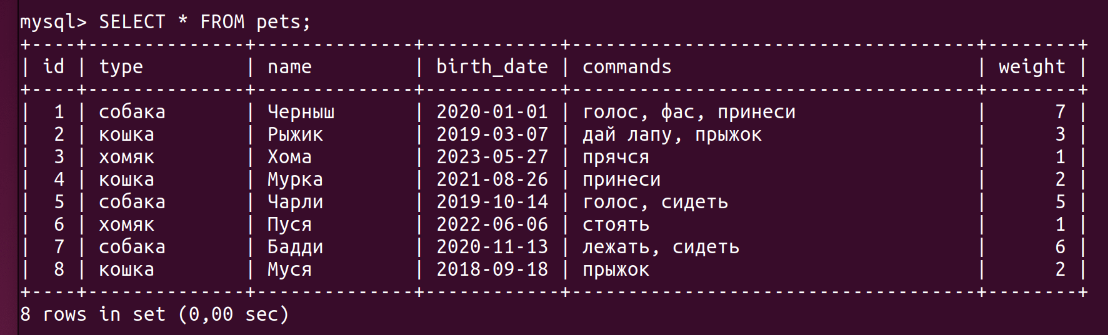 mysql> SELECT * FROM pets;
+----+--------------+--------------+------------+------------------------------------+--------+
| id | type         | name         | birth_date | commands                           | weight |
+----+--------------+--------------+------------+------------------------------------+--------+
|  1 | собака       | Черныш       | 2020-01-01 | голос, фас, принеси                |      7 |
|  2 | кошка        | Рыжик        | 2019-03-07 | дай лапу, прыжок                   |      3 |
|  3 | хомяк        | Хома         | 2023-05-27 | прячся                             |      1 |
|  4 | кошка        | Мурка        | 2021-08-26 | принеси                            |      2 |
|  5 | собака       | Чарли        | 2019-10-14 | голос, сидеть                      |      5 |
|  6 | хомяк        | Пуся         | 2022-06-06 | стоять                             |      1 |
|  7 | собака       | Бадди        | 2020-11-13 | лежать, сидеть                     |      6 |
|  8 | кошка        | Муся         | 2018-09-18 | прыжок                             |      2 |
+----+--------------+--------------+------------+------------------------------------+--------+
8 rows in set (0,00 sec)